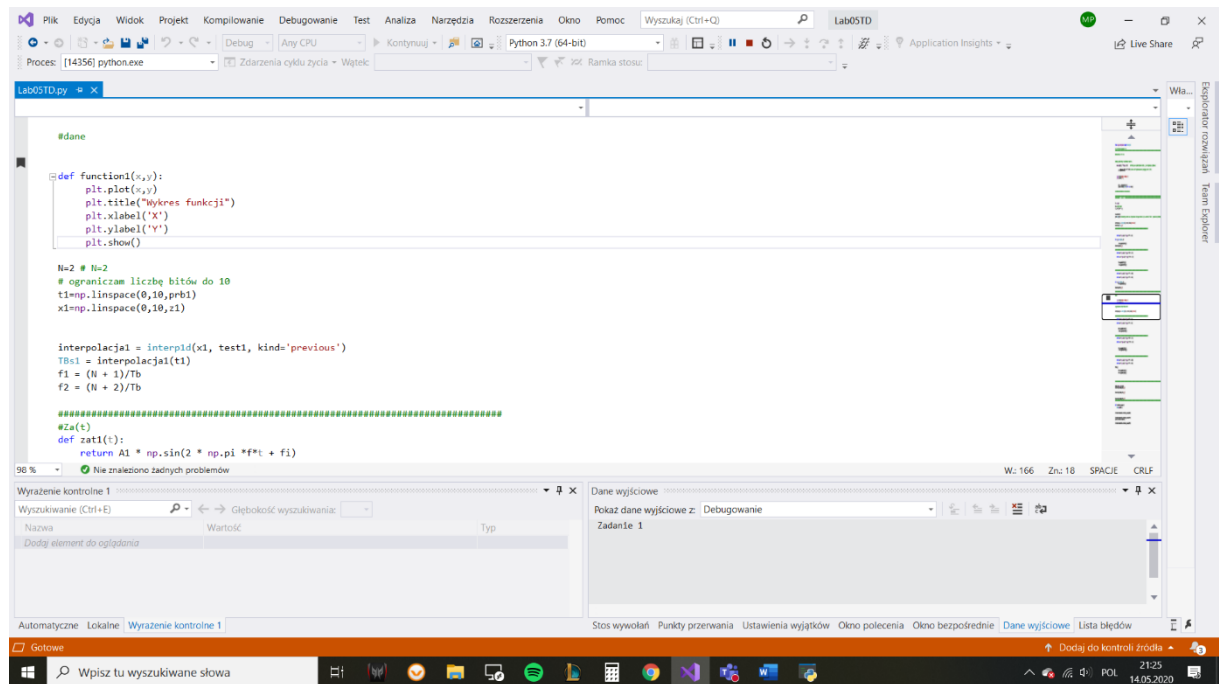 Plik Edycja Widok Projekt Kompilowanie Debugowanie Test Analiza Narzędzia Rozszerzenia Okno Pomoc Wyszukaj (Ctrl+Q) Lab05TD MP
Debug Any CPU Kontynuuj Python 3.7 (64-bit) Application Insights Live Share
Proces: [14356] python.exe Zdarzenia cyklu życia Wątek: Ramka stosu:
Lab05TD.py Wła...
Eksplorator rozwiązań Team Explorer
#dane
def function1(x,y):
plt.plot(x,y)
plt.title("Wykres funkcji")
plt.xlabel('X')
plt.ylabel('Y')
plt.show()
N=2 # N=2
# ograniczam liczbę bitów do 10
t1=np.linspace(0,10,prb1)
x1=np.linspace(0,10,z1)
interpolacja1 = interp1d(x1, test1, kind='previous')
TBs1 = interpolacja1(t1)
f1 = (N + 1)/Tb
f2 = (N + 2)/Tb
################################################################################
#Za(t)
def zat1(t):
return A1 * np.sin(2 * np.pi *f*t + fi)
98 % Nie znaleziono żadnych problemów W.: 166 Zn.: 18 SPACJE CRLF
Wyrażenie kontrolne 1
Wyszukiwanie (Ctrl+E) Głębokość wyszukiwania:
Nazwa Wartość Typ
Dodaj element do oglądania
Dane wyjściowe
Pokaż dane wyjściowe z: Debugowanie
Zadanie 1
Automatyczne Lokalne Wyrażenie kontrolne 1
Stos wywołań Punkty przerwania Ustawienia wyjątków Okno polecenia Okno bezpośrednie Dane wyjściowe Lista błędów
Gotowe Dodaj do kontroli źródła
Wpisz tu wyszukiwane słowa POL 21:25
14.05.2020